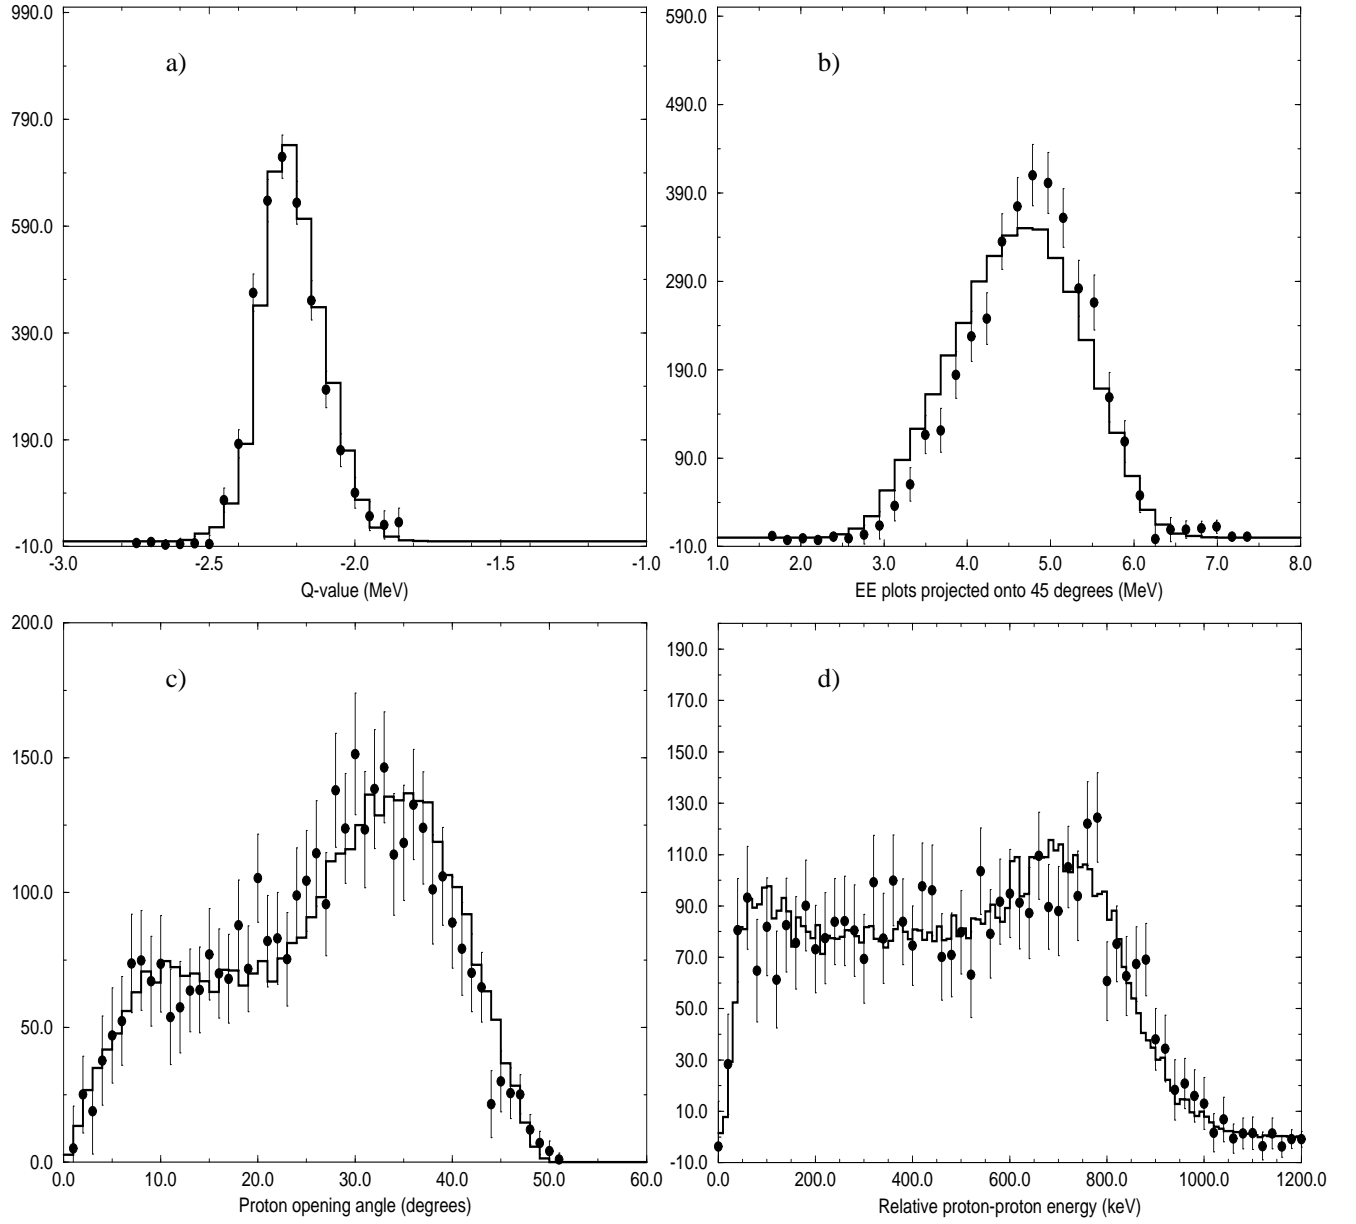 990.0
790.0
590.0
390.0
190.0
-10.0
-3.0 -2.5 -2.0 -1.5 -1.0
Q-value (MeV)
a)
590.0
490.0
390.0
290.0
190.0
90.0
-10.0
1.0 2.0 3.0 4.0 5.0 6.0 7.0 8.0
EE plots projected onto 45 degrees (MeV)
b)
200.0
150.0
100.0
50.0
0.0
0.0 10.0 20.0 30.0 40.0 50.0 60.0
Proton opening angle (degrees)
c)
190.0
170.0
150.0
130.0
110.0
90.0
70.0
50.0
30.0
10.0
-10.0
0.0 200.0 400.0 600.0 800.0 1000.0 1200.0
Relative proton-proton energy (keV)
d)